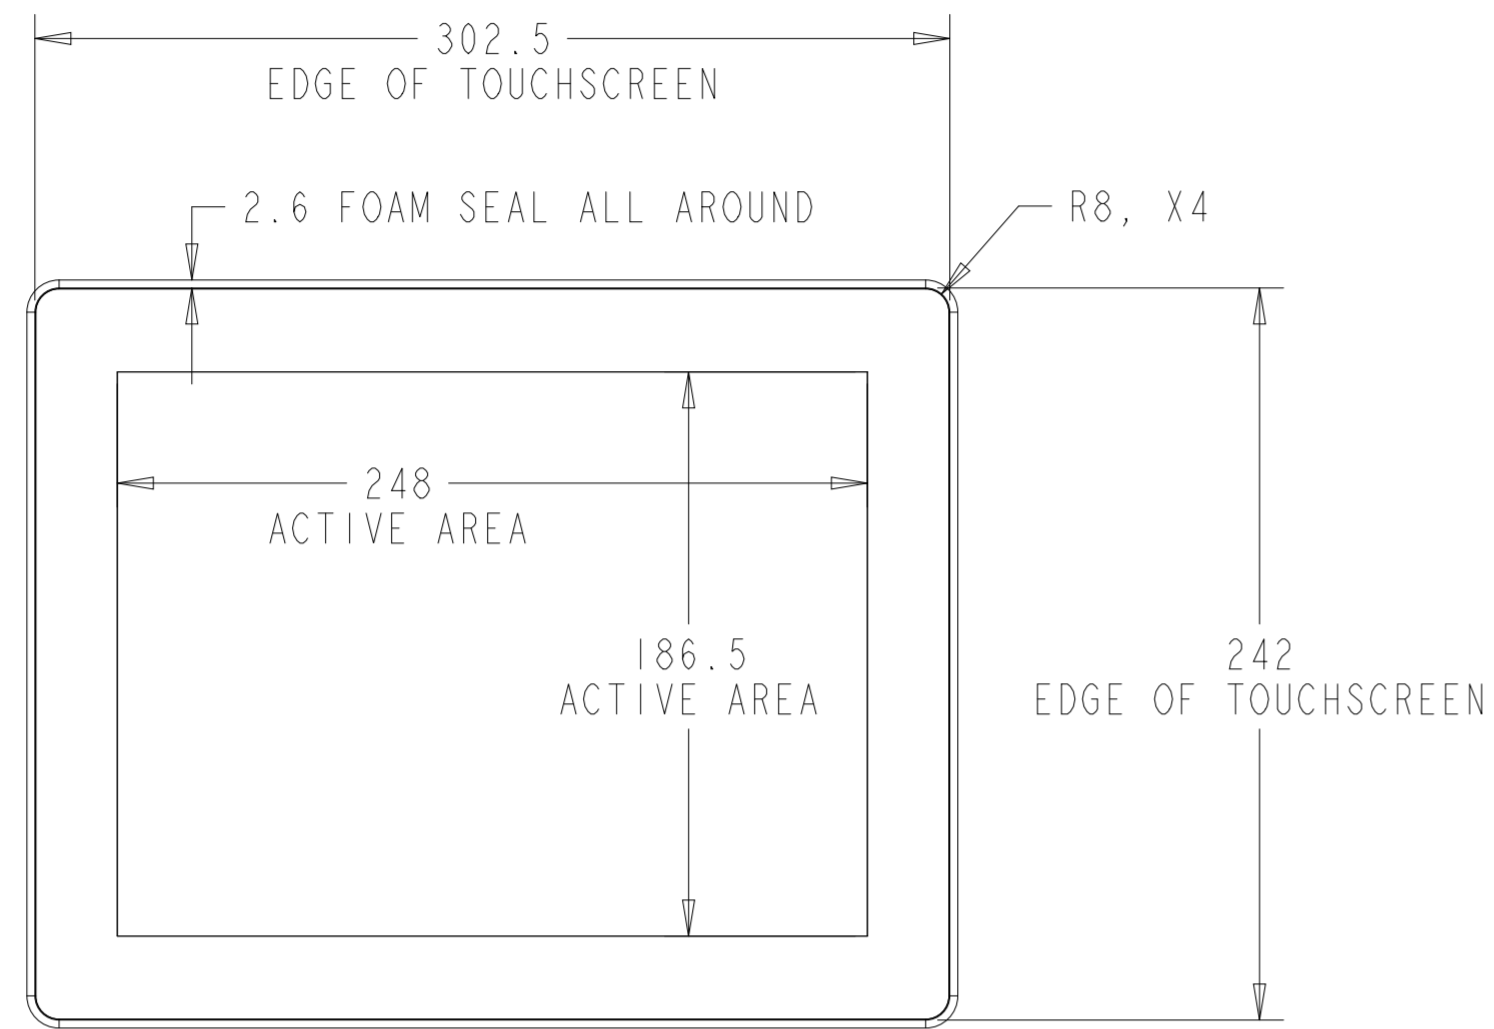 302.5
EDGE OF TOUCHSCREEN
2.6 FOAM SEAL ALL AROUND
R8, X4
248
ACTIVE AREA
186.5
ACTIVE AREA
242
EDGE OF TOUCHSCREEN